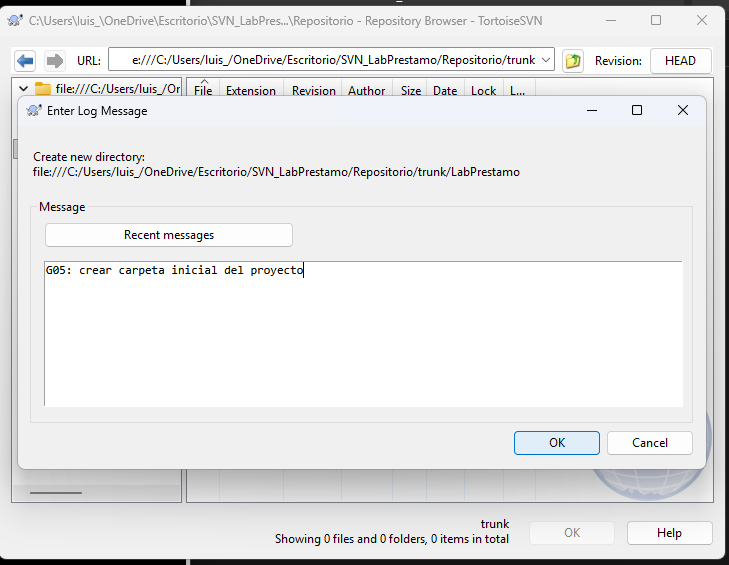 C:\Users\luis_\OneDrive\Escritorio\SVN_LabPres...\Repositorio - Repository Browser - TortoiseSVN
URL: e:///C:/Users/luis_/OneDrive/Escritorio/SVN_LabPrestamo/Repositorio/trunk Revision: HEAD
file:///C:/Users/luis_/Or File Extension Revision Author Size Date Lock L...
Enter Log Message
Create new directory:
file:///C:/Users/luis_/OneDrive/Escritorio/SVN_LabPrestamo/Repositorio/trunk/LabPrestamo
Message
Recent messages
G05: crear carpeta inicial del proyecto
OK Cancel
trunk
Showing 0 files and 0 folders, 0 items in total
OK Help